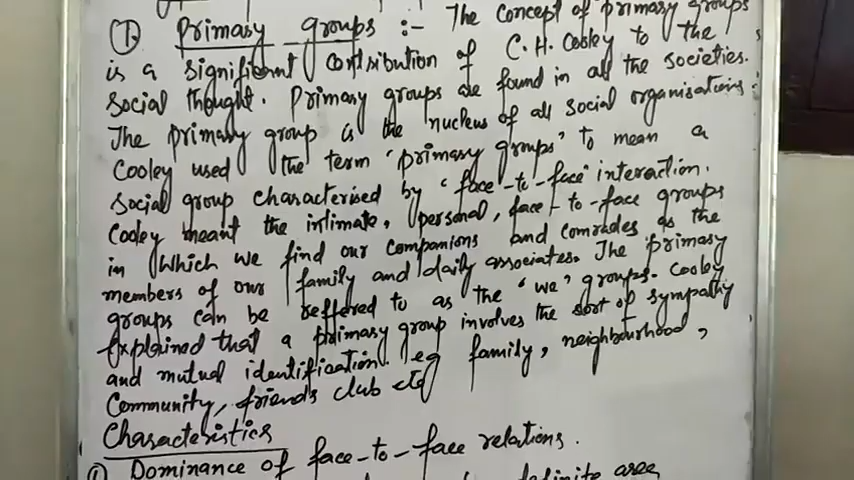 ① Primary groups :- The concept of primary groups
is a significant contribution of C. H. Cooley to the
social thought. Primary groups are found in all the societies.
The primary group is the nucleus of all social organisations.
Cooley used the term 'primary groups' to mean a
social group characterised by 'face-to-face' interaction.
Cooley meant the intimate, personal, face-to-face groups
in which we find our companions and comrades as the
members of our family and daily associates. The primary
groups can be reffered to as the 'we' groups. Cooley
explained that a primary group involves the sort of sympathy
and mutual identification. eg family, neighbourhood,
Community, friends club etc
Characteristics
① Dominance of face-to-face relations.
definite area